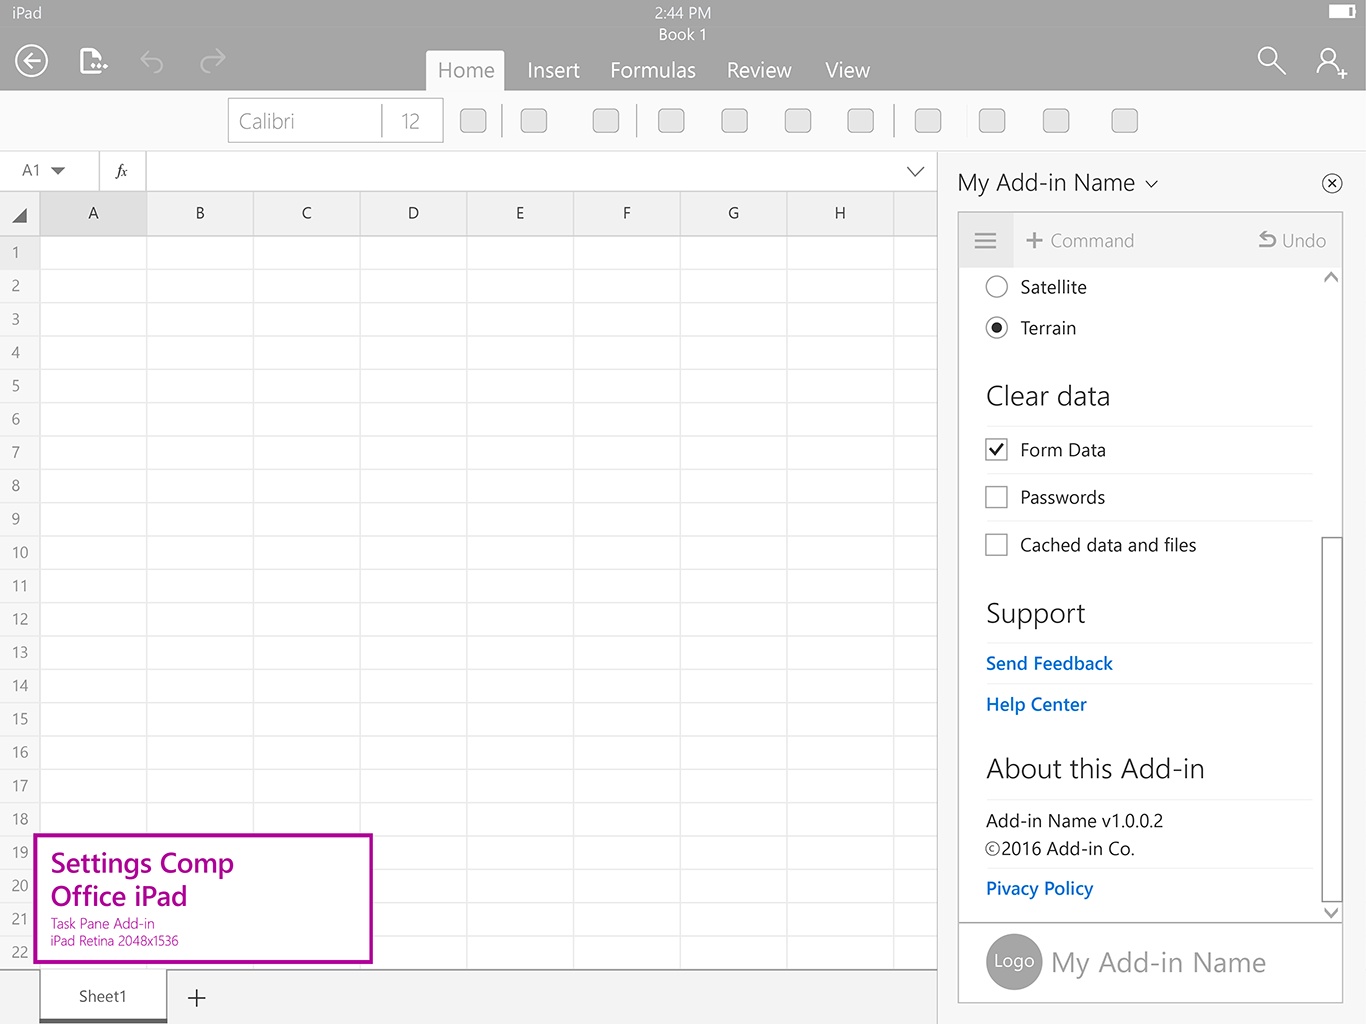 iPad
2:44 PM
Book 1
Home Insert Formulas Review View
Calibri 12
A1 fx
A B C D E F G H
1
2
3
4
5
6
7
8
9
10
11
12
13
14
15
16
17
18
19
20
21
22
Settings Comp
Office iPad
Task Pane Add-in
iPad Retina 2048x1536
Sheet1
My Add-in Name
Command Undo
Satellite
Terrain
Clear data
Form Data
Passwords
Cached data and files
Support
Send Feedback
Help Center
About this Add-in
Add-in Name v1.0.0.2
©2016 Add-in Co.
Pivacy Policy
Logo My Add-in Name